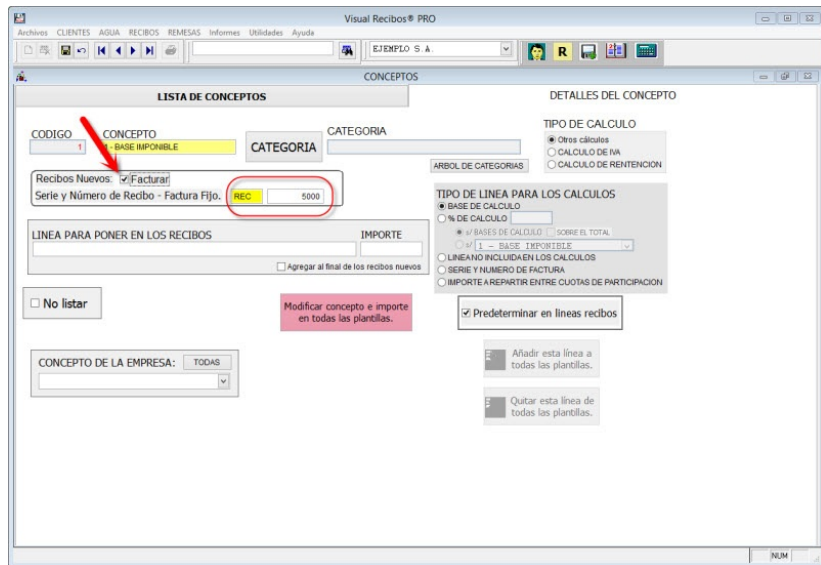 Visual Recibos® PRO
Archivos CLIENTES AGUA RECIBOS REMESAS Informes Utilidades Ayuda
EJEMPLO S.A.
R
CONCEPTOS
LISTA DE CONCEPTOS
DETALLES DEL CONCEPTO
CODIGO CONCEPTO CATEGORIA
1 1 - BASE IMPONIBLE CATEGORIA
ARBOL DE CATEGORIAS
TIPO DE CALCULO
Otros cálculos
CALCULO DE IVA
CALCULO DE RENTENCION
Recibos Nuevos: Facturar
Serie y Número de Recibo - Factura Fijo. REC 5000
TIPO DE LINEA PARA LOS CALCULOS
BASE DE CALCULO
% DE CALCULO
s/ BASES DE CALCULO SOBRE EL TOTAL
s/ 1 - BASE IMPONIBLE
LINEA NO INCLUIDA EN LOS CALCULOS
SERIE Y NUMERO DE FACTURA
IMPORTE A REPARTIR ENTRE CUOTAS DE PARTICIPACION
LINEA PARA PONER EN LOS RECIBOS IMPORTE
Agregar al final de los recibos nuevos
No listar
Modificar concepto e importe
en todas las plantillas.
Predeterminar en lineas recibos
CONCEPTO DE LA EMPRESA: TODAS
Añadir esta línea a
todas las plantillas.
Quitar esta línea de
todas las plantillas.
NUM